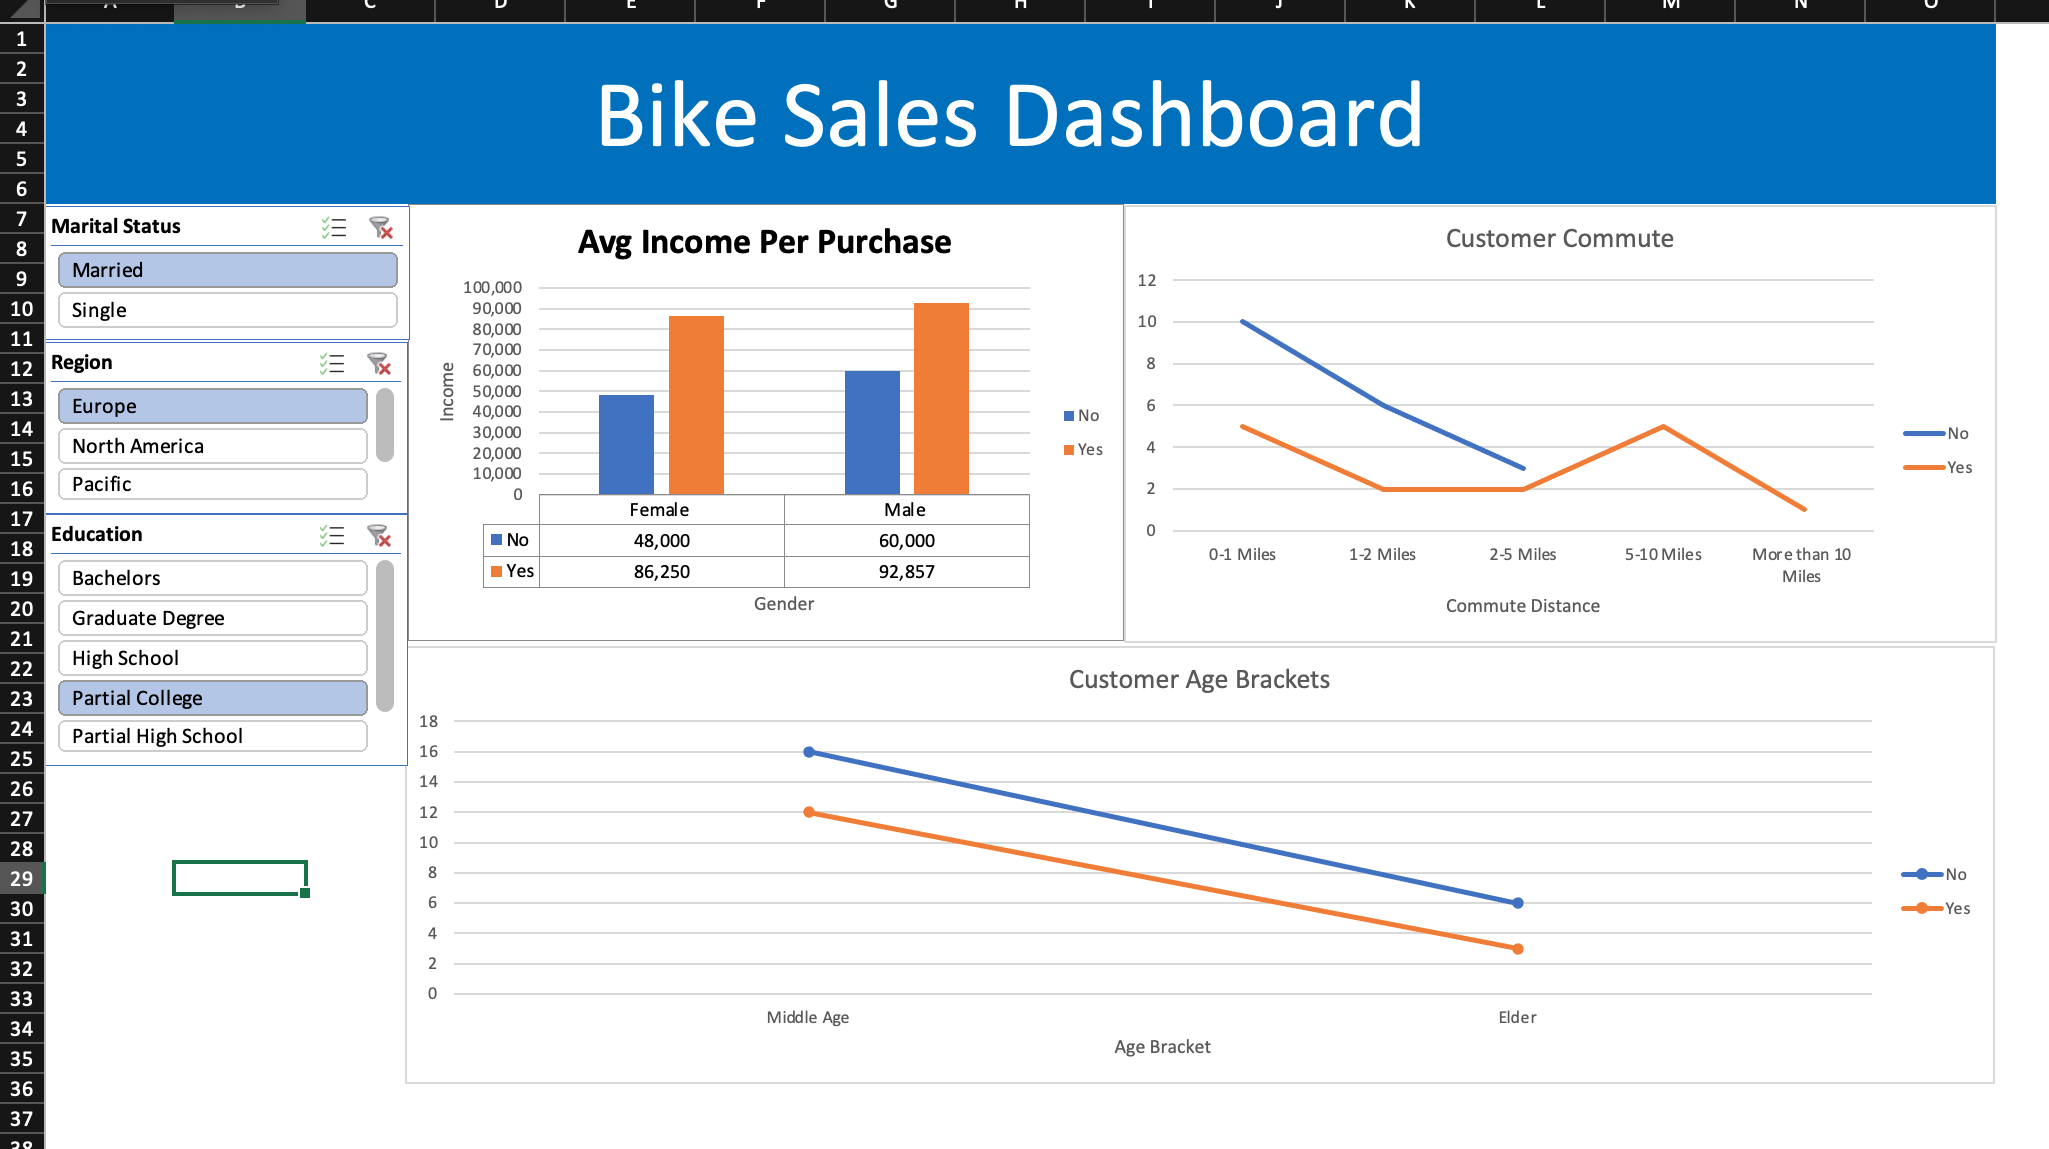 A B C D E F G H I J K L M N O
1
2
3
4
5
6
7
8
9
10
11
12
13
14
15
16
17
18
19
20
21
22
23
24
25
26
27
28
29
30
31
32
33
34
35
36
37
38
Bike Sales Dashboard
Marital Status
Married
Single
Region
Europe
North America
Pacific
Education
Bachelors
Graduate Degree
High School
Partial College
Partial High School
Avg Income Per Purchase
Income
100,000
90,000
80,000
70,000
60,000
50,000
40,000
30,000
20,000
10,000
0
Female Male
No 48,000 60,000
Yes 86,250 92,857
Gender
No
Yes
Customer Commute
12
10
8
6
4
2
0
0-1 Miles 1-2 Miles 2-5 Miles 5-10 Miles More than 10
Miles
Commute Distance
No
Yes
Customer Age Brackets
18
16
14
12
10
8
6
4
2
0
Middle Age Elder
Age Bracket
No
Yes